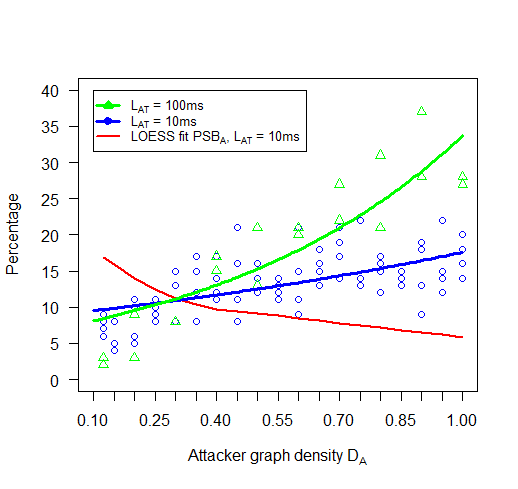 40
35
30
25
20
15
10
5
0
Percentage
L_AT = 100ms
L_AT = 10ms
LOESS fit PSB_A, L_AT = 10ms
0.10 0.25 0.40 0.55 0.70 0.85 1.00
Attacker graph density D_A